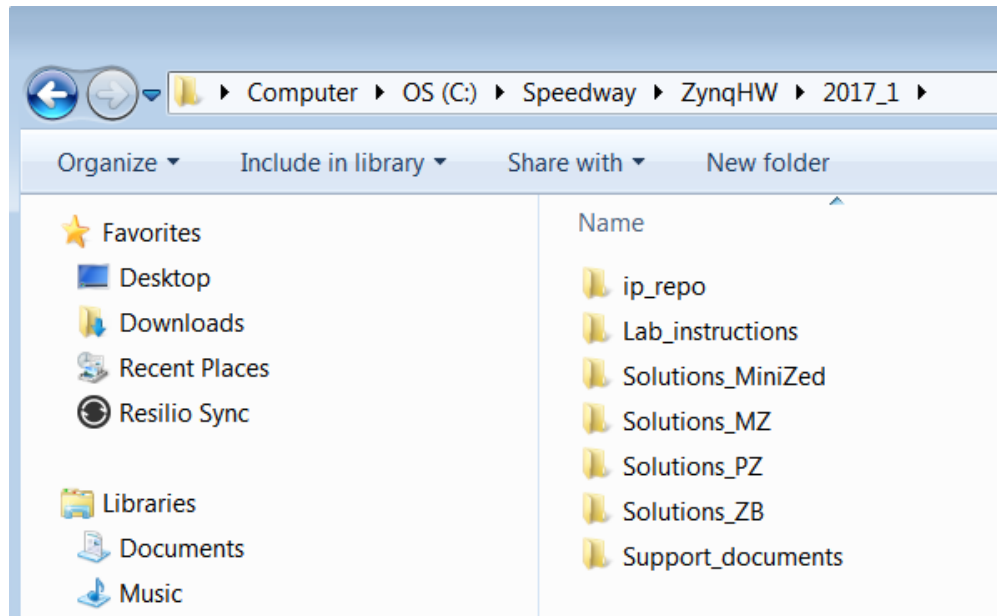 Computer OS (C:) Speedway ZynqHW 2017_1
Organize Include in library Share with New folder
Favorites
Desktop
Downloads
Recent Places
Resilio Sync
Libraries
Documents
Music
Name
ip_repo
Lab_instructions
Solutions_MiniZed
Solutions_MZ
Solutions_PZ
Solutions_ZB
Support_documents